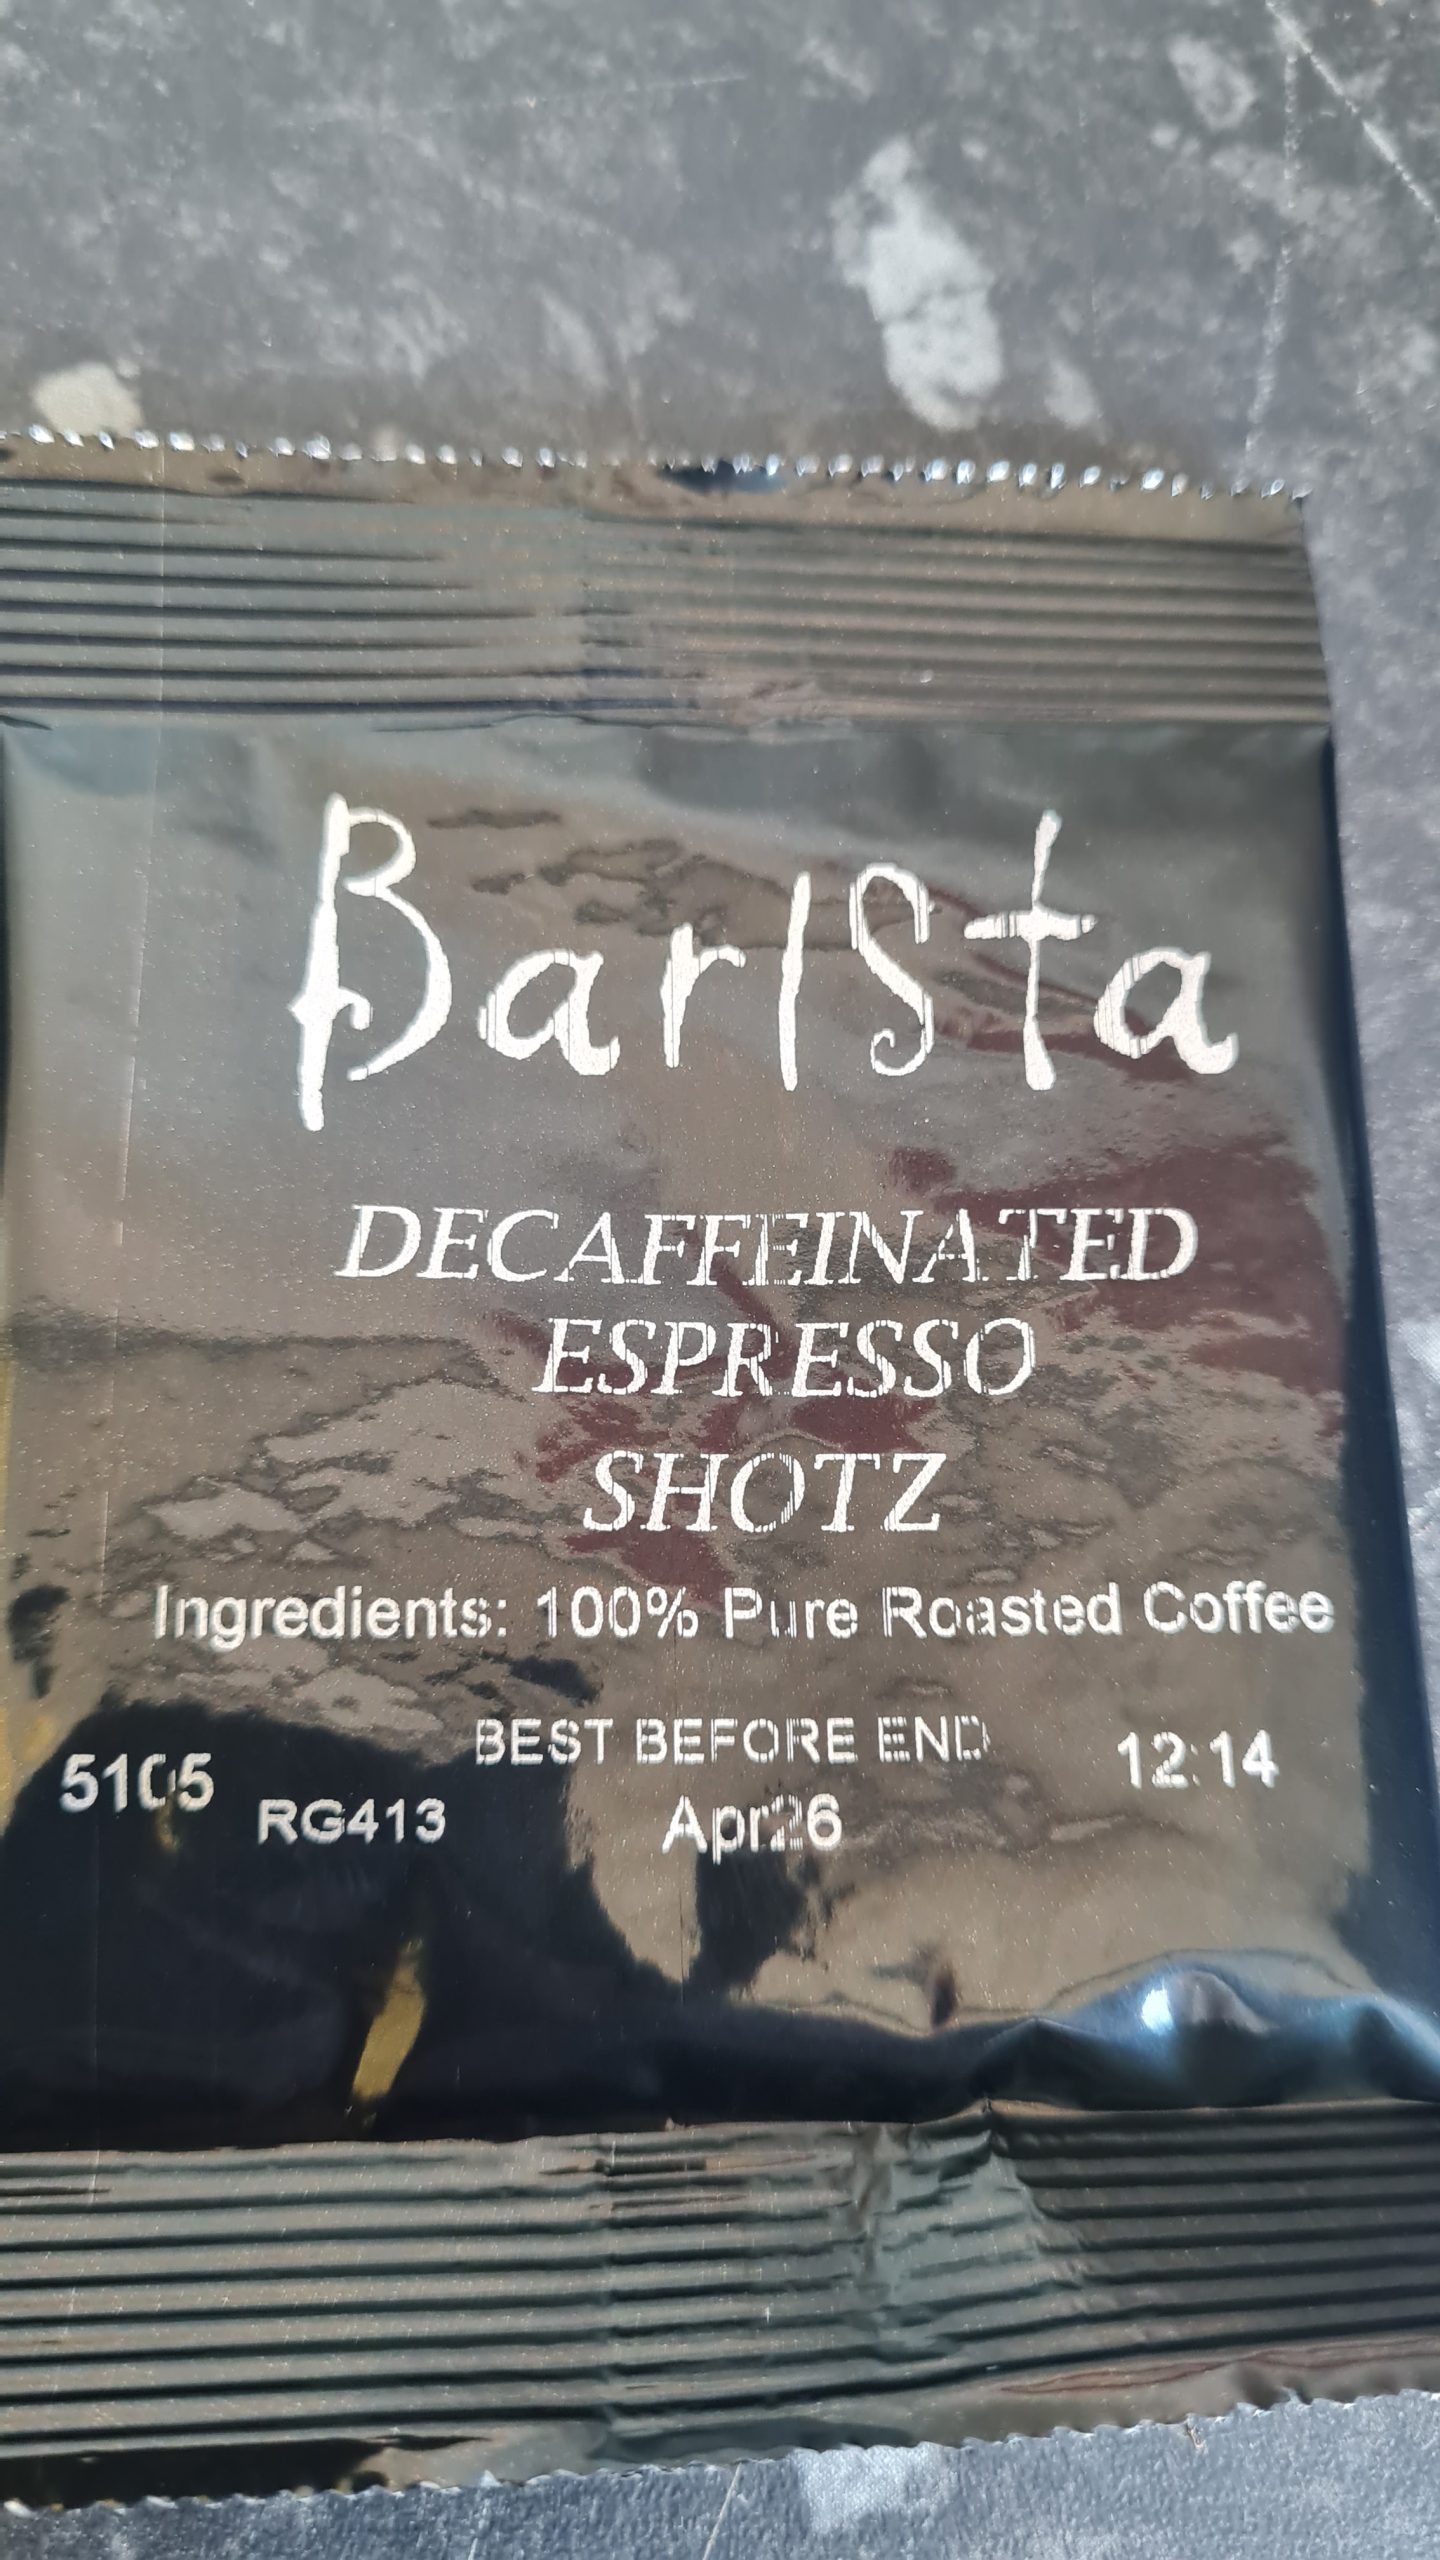 BarISta
DECAFFEINATED
ESPRESSO
SHOTZ
Ingredients: 100% Pure Roasted Coffee
BEST BEFORE END
5105 RG413 Apr26 12:14